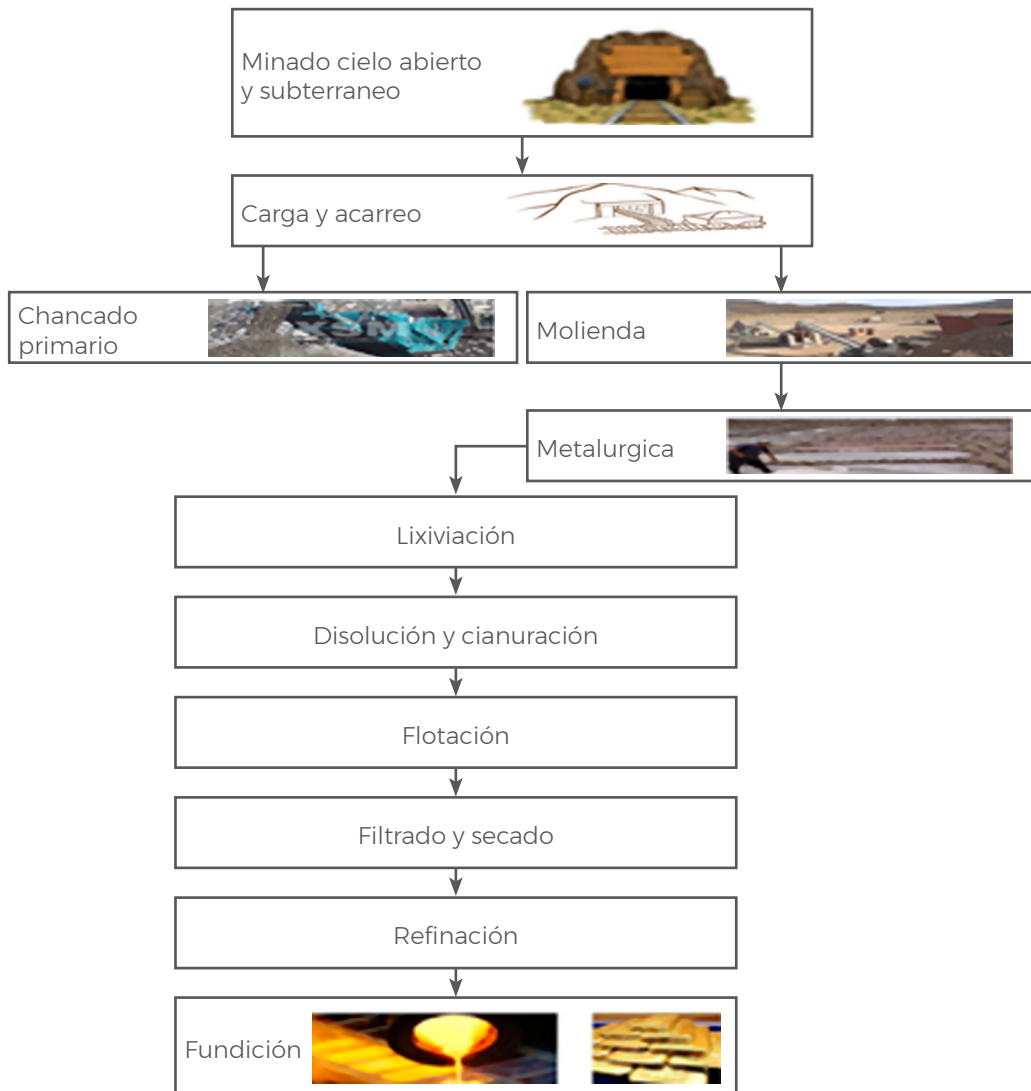 Minado cielo abierto
y subterraneo
Carga y acarreo
Chancado
primario
Molienda
Metalurgica
Lixiviación
Disolución y cianuración
Flotación
Filtrado y secado
Refinación
Fundición